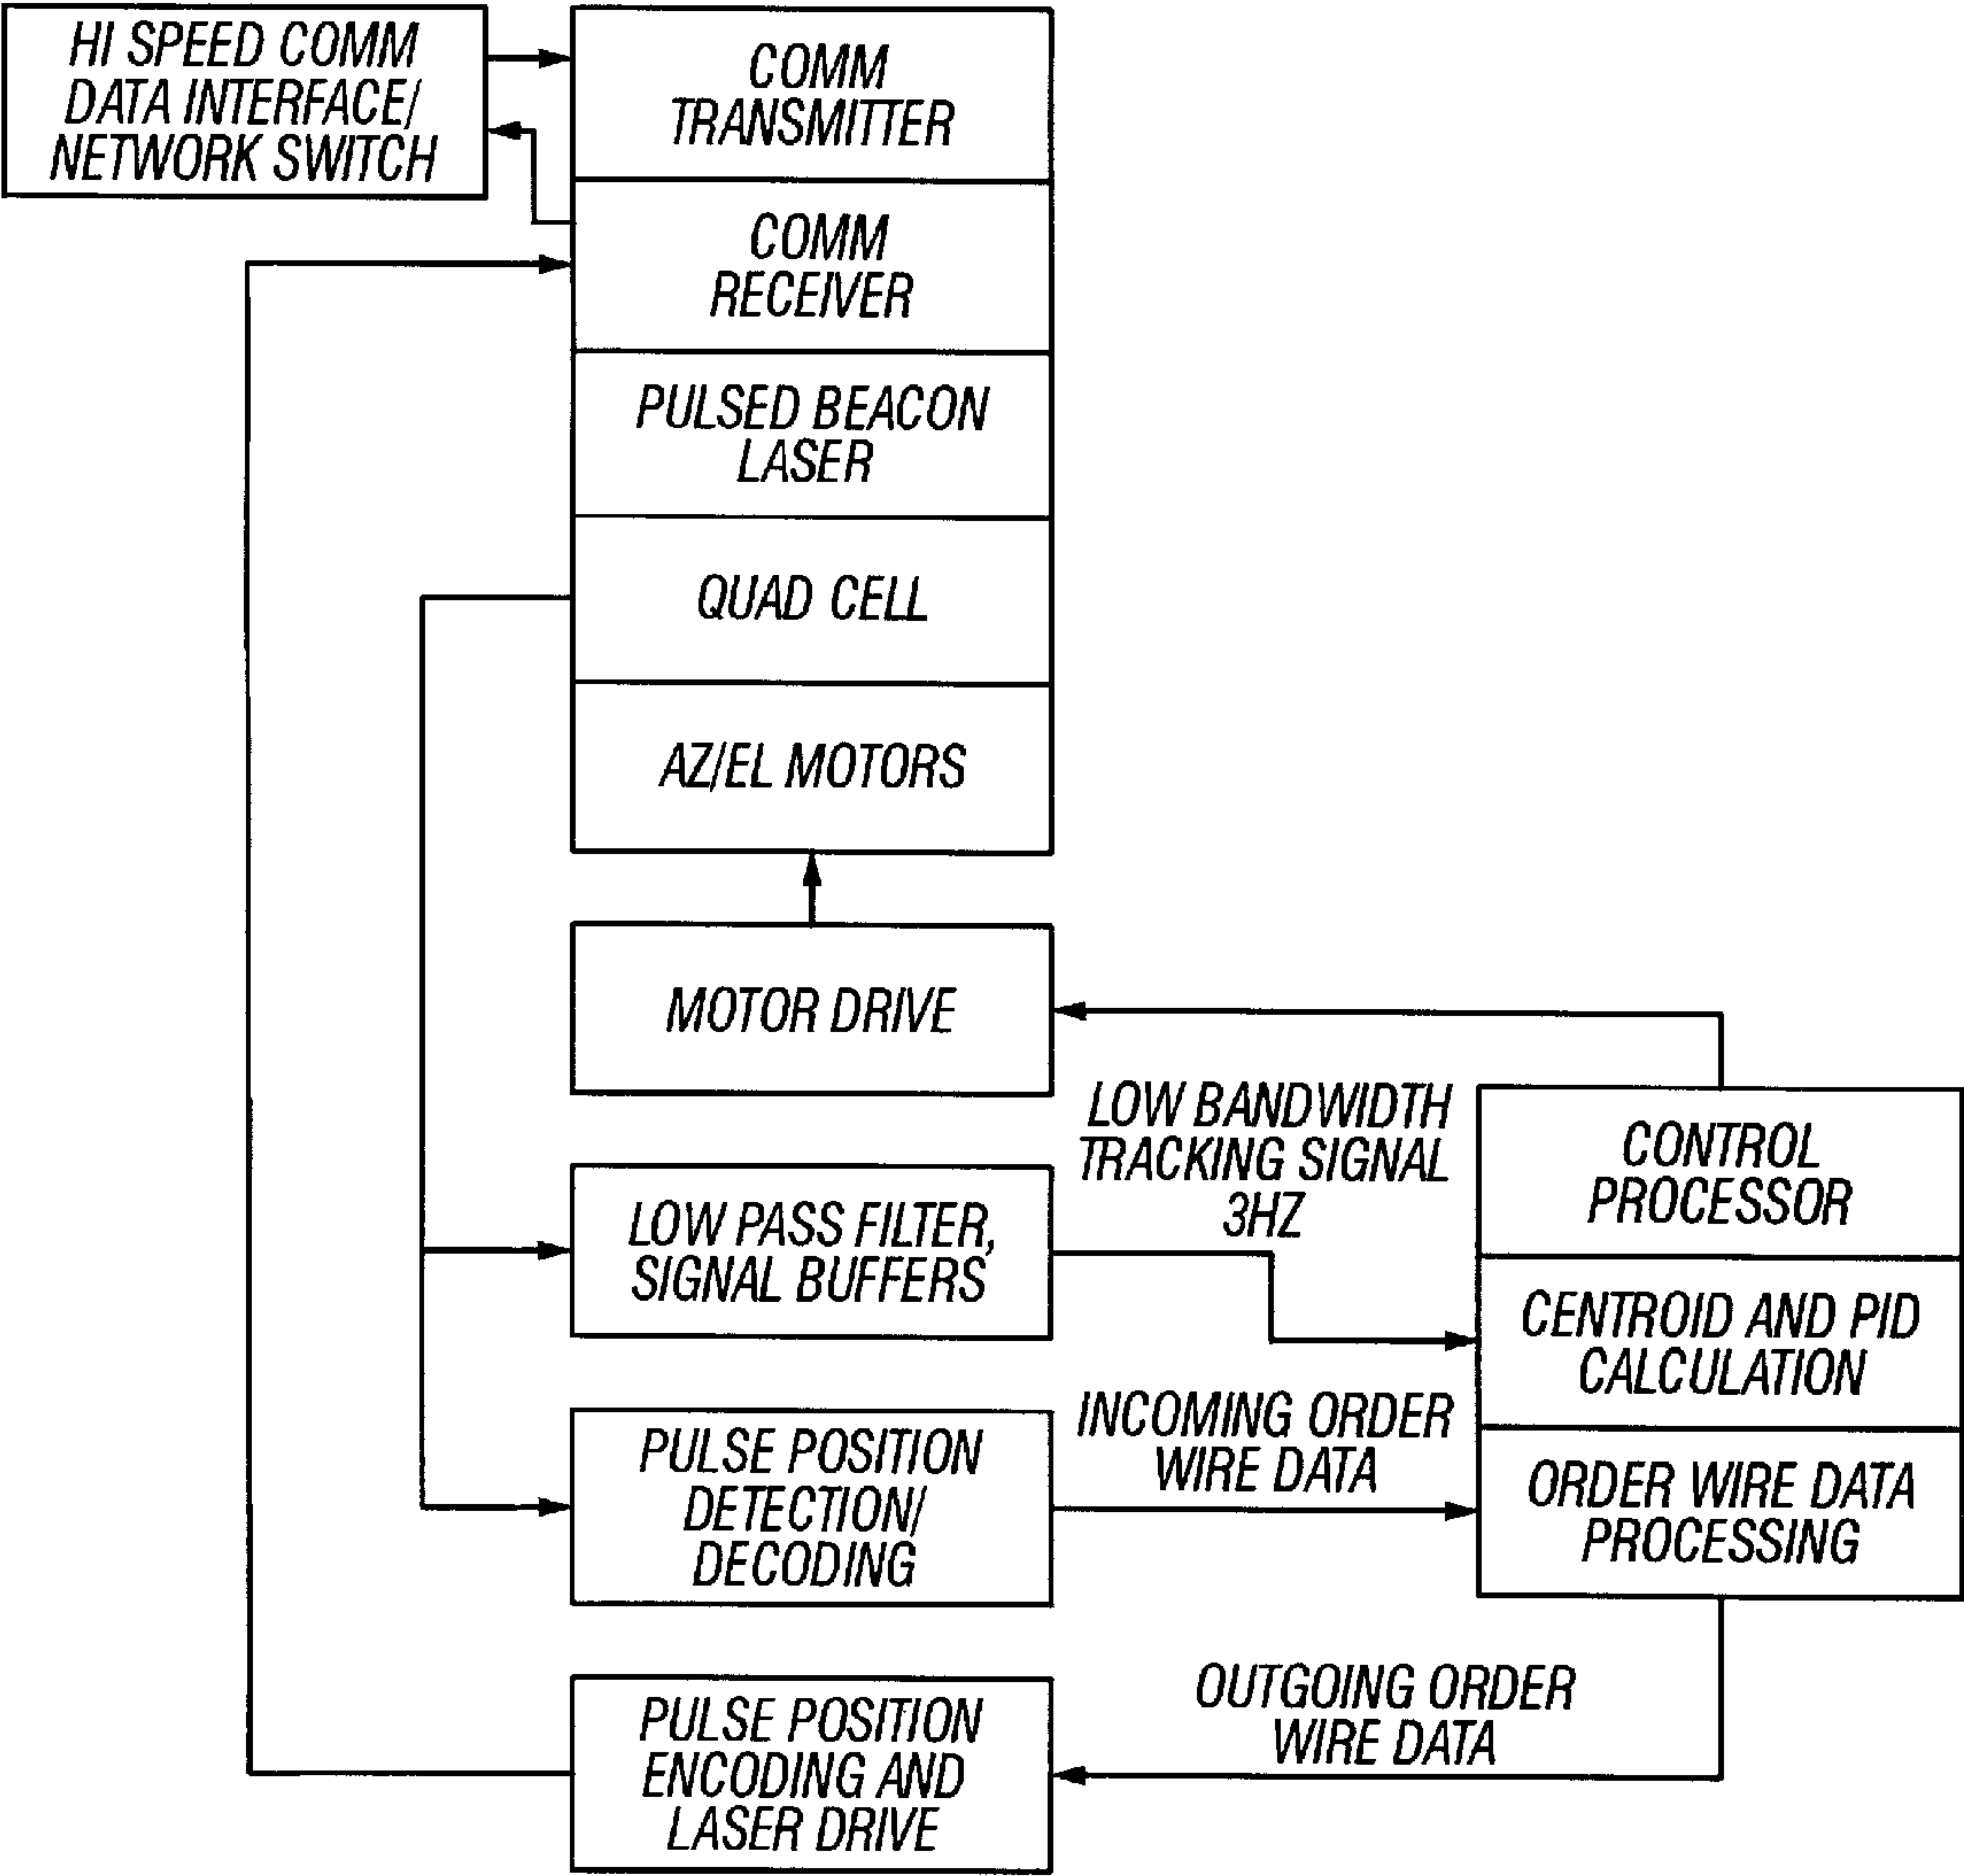 HI SPEED COMM
DATA INTERFACE/
NETWORK SWITCH
COMM
TRANSMITTER
COMM
RECEIVER
PULSED BEACON
LASER
QUAD CELL
AZ/EL MOTORS
MOTOR DRIVE
LOW BANDWIDTH
TRACKING SIGNAL
3HZ
CONTROL
PROCESSOR
LOW PASS FILTER,
SIGNAL BUFFERS
CENTROID AND PID
CALCULATION
PULSE POSITION
DETECTION/
DECODING
INCOMING ORDER
WIRE DATA
ORDER WIRE DATA
PROCESSING
PULSE POSITION
ENCODING AND
LASER DRIVE
OUTGOING ORDER
WIRE DATA